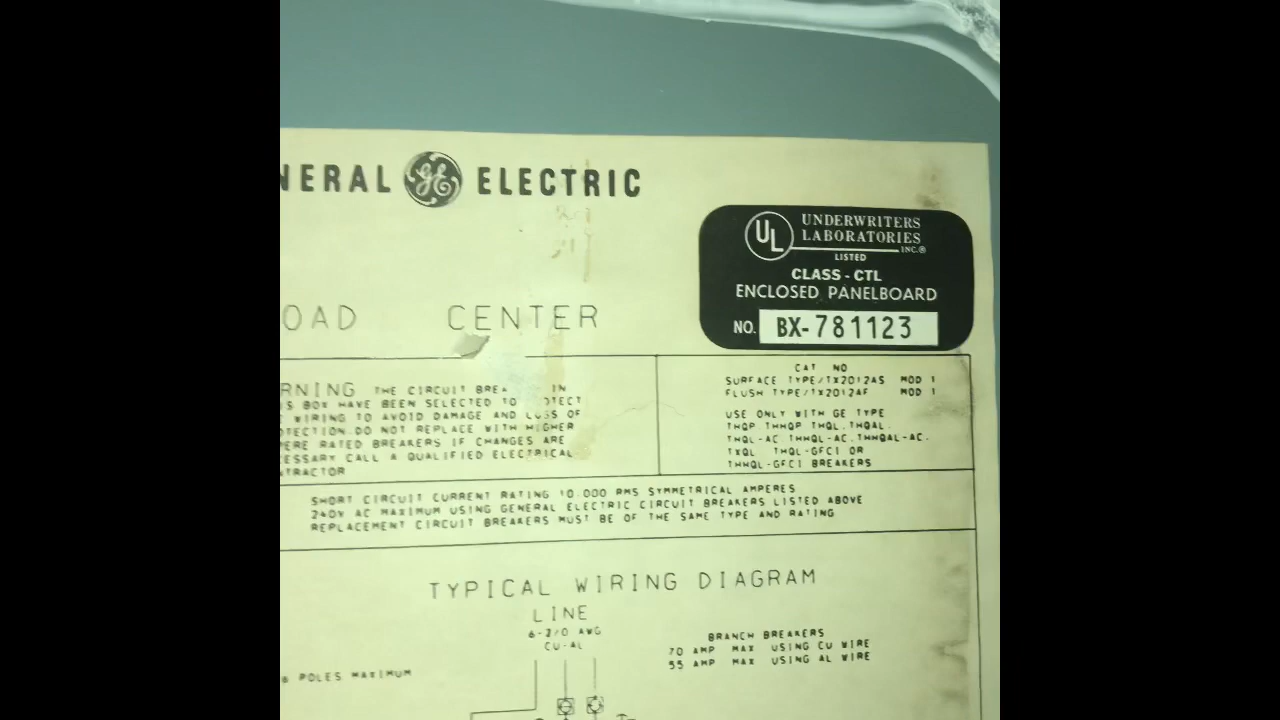 NERAL GE ELECTRIC
UL UNDERWRITERS
LABORATORIES
INC.®
LISTED
CLASS - CTL
ENCLOSED PANELBOARD
NO. BX-781123
OAD CENTER
RNING THE CIRCUIT BREA IN
S BOX HAVE BEEN SELECTED TO OTECT
WIRING TO AVOID DAMAGE AND LOSS OF
TECTION DO NOT REPLACE WITH HIGHER
PERE RATED BREAKERS IF CHANGES ARE
CESSARY CALL A QUALIFIED ELECTRICAL
NTRACTOR
CAT NO
SURFACE TYPE/TX2012AS MOD 1
FLUSH TYPE/TX2012AF MOD 1
USE ONLY WITH GE TYPE
THQP THHQP THQL.THQAL.
THQL-AC THHQL-AC.THHQAL-AC.
TXQL THQL-GFCI OR
THHQL-GFCI BREAKERS
SHORT CIRCUIT CURRENT RATING 10.000 RMS SYMMETRICAL AMPERES
240V AC MAXIMUM USING GENERAL ELECTRIC CIRCUIT BREAKERS LISTED ABOVE
REPLACEMENT CIRCUIT BREAKERS MUST BE OF THE SAME TYPE AND RATING
TYPICAL WIRING DIAGRAM
LINE
6-2/0 AWG
CU-AL
BRANCH BREAKERS
70 AMP MAX USING CU WIRE
55 AMP MAX USING AL WIRE
6 POLES MAXIMUM